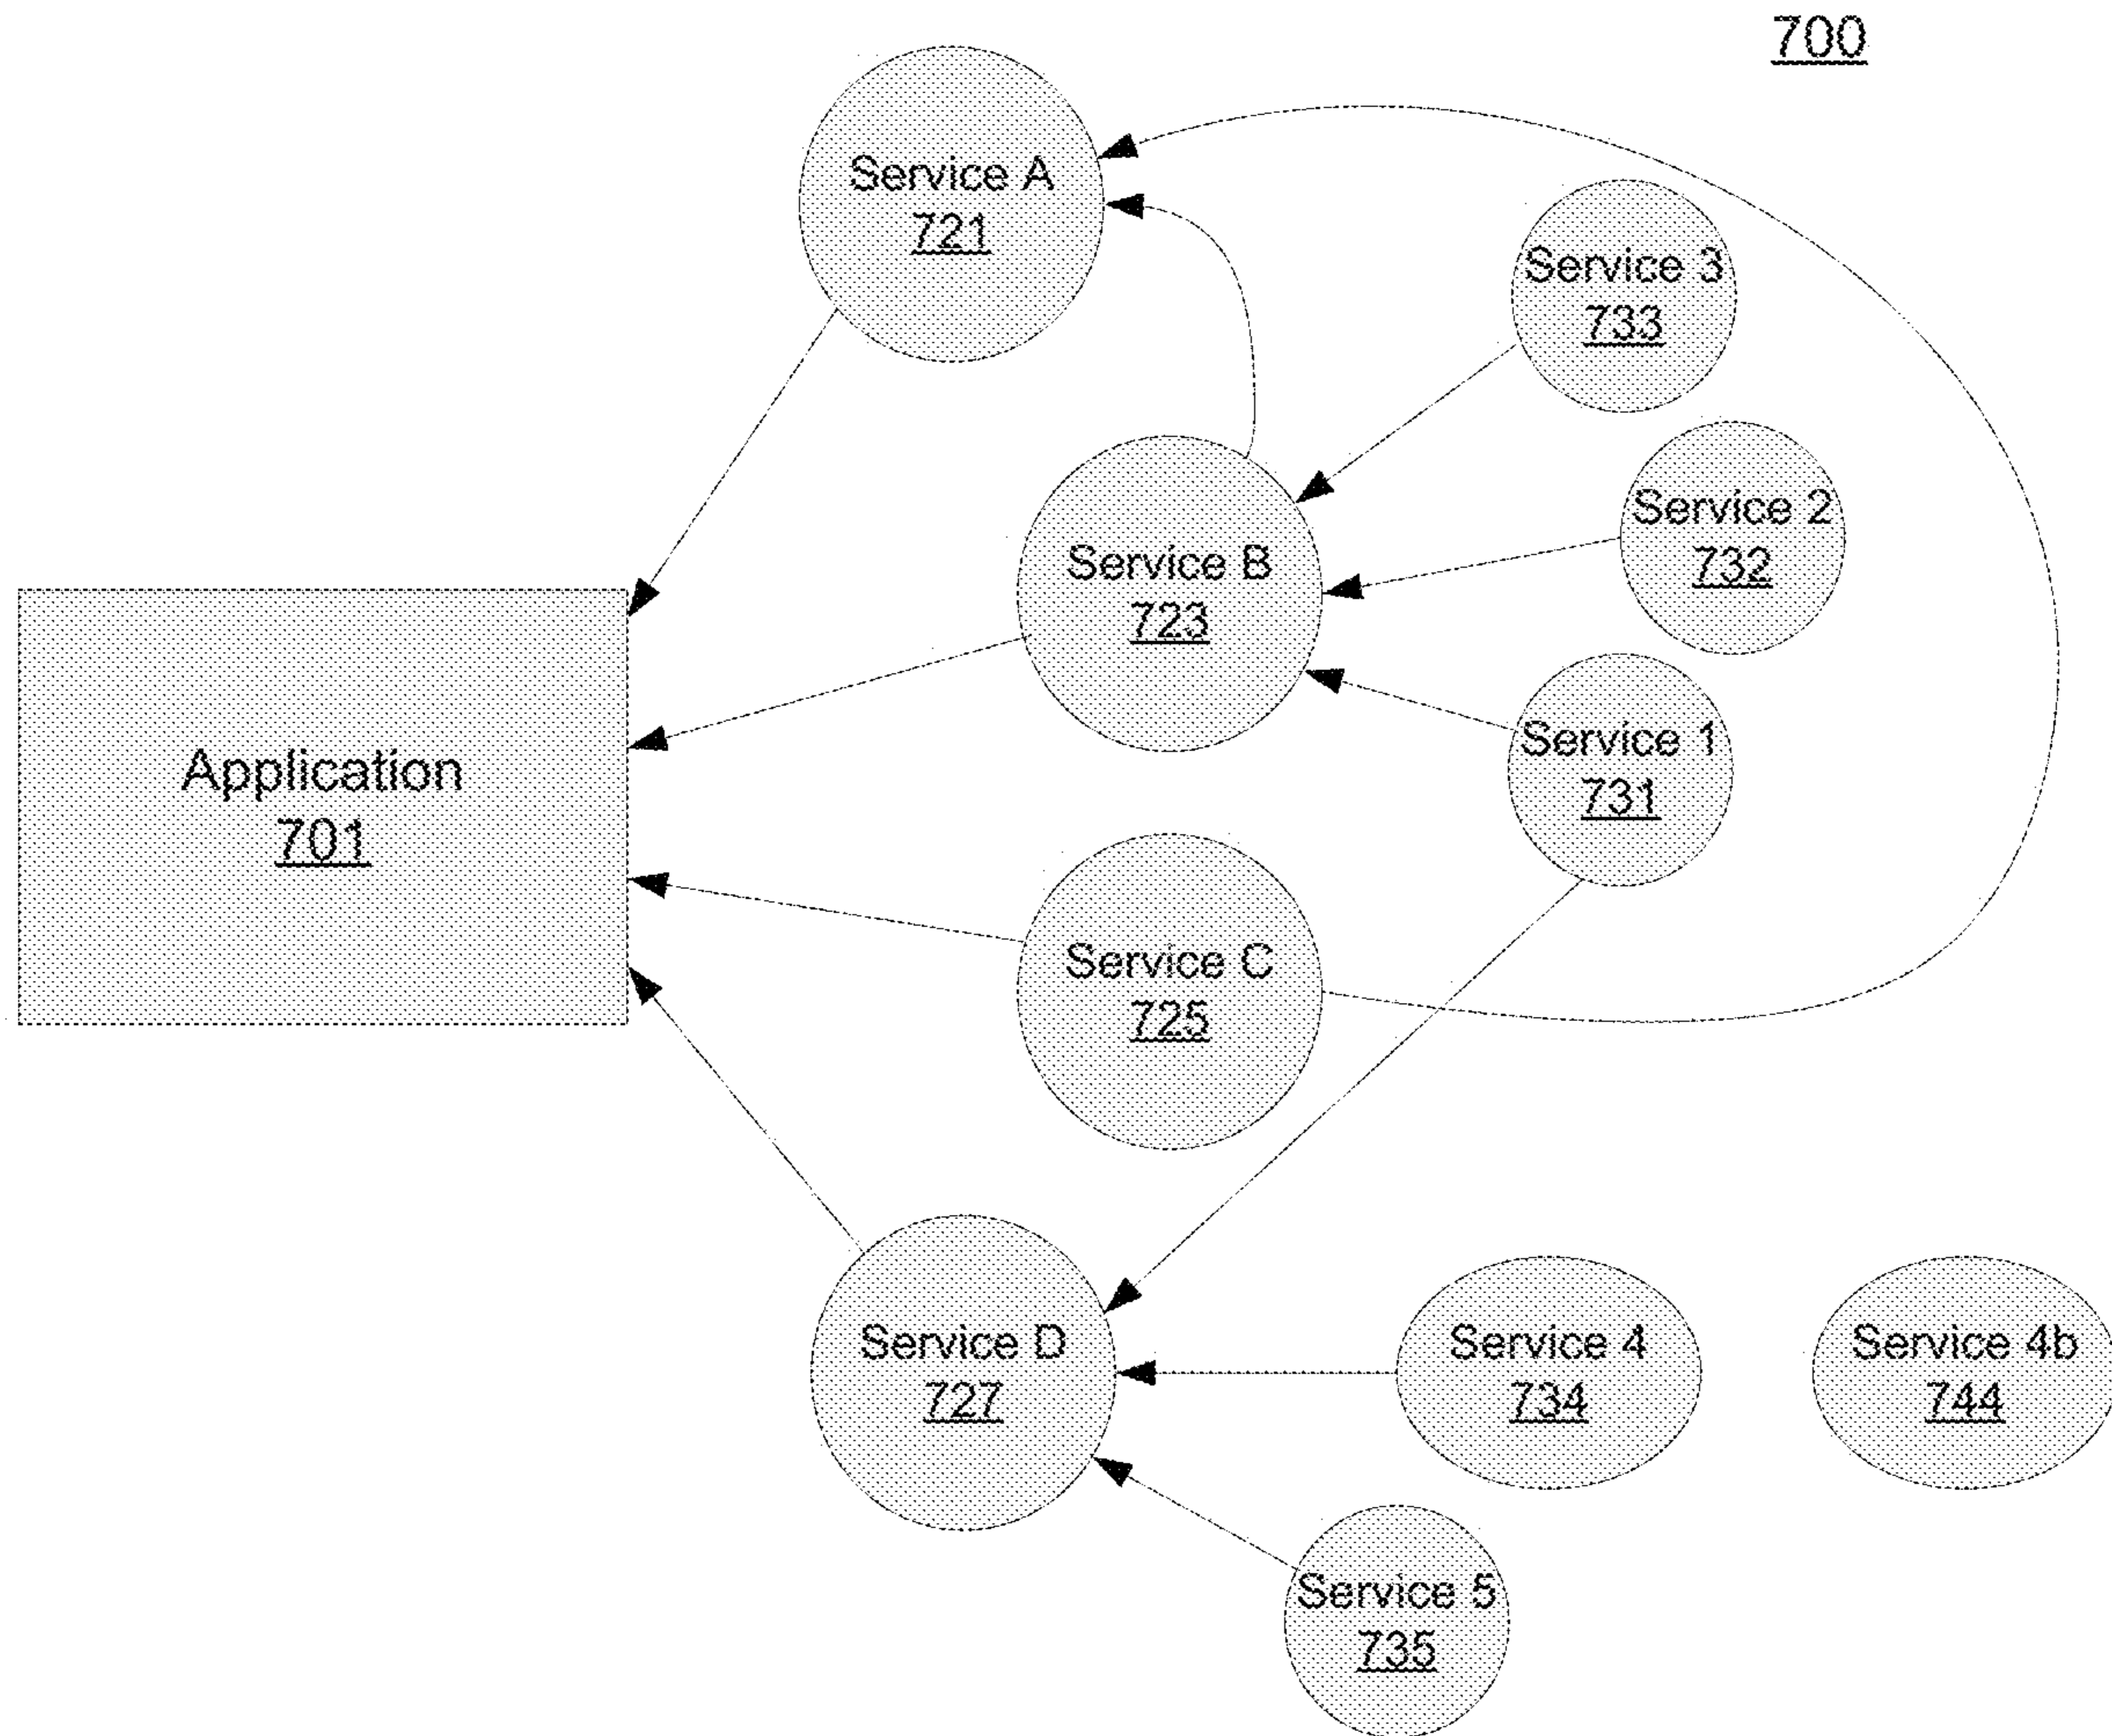 700
Service A
721
Service 3
733
Service 2
732
Service B
723
Service 1
731
Application
701
Service C
725
Service D
727
Service 4
734
Service 4b
744
Service 5
735